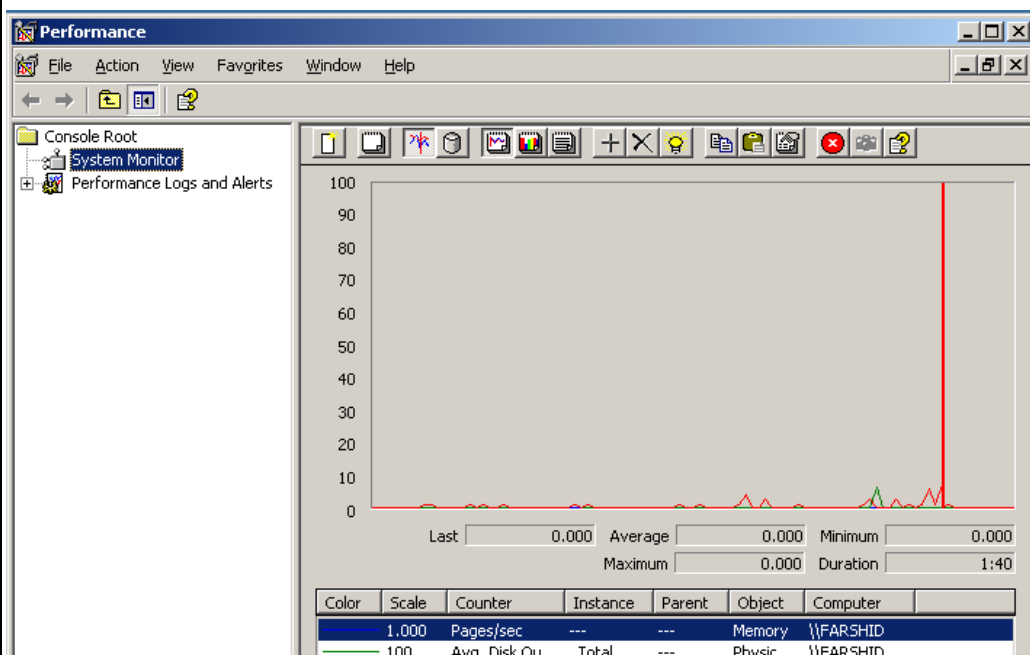 Performance
File Action View Favorites Window Help
Console Root
System Monitor
Performance Logs and Alerts
100
90
80
70
60
50
40
30
20
10
0
Last 0.000 Average 0.000 Minimum 0.000
Maximum 0.000 Duration 1:40
Color Scale Counter Instance Parent Object Computer
1.000 Pages/sec --- --- Memory \\FARSHID
100... Avg. Disk Qu... _Total --- Physic... \\FARSHID